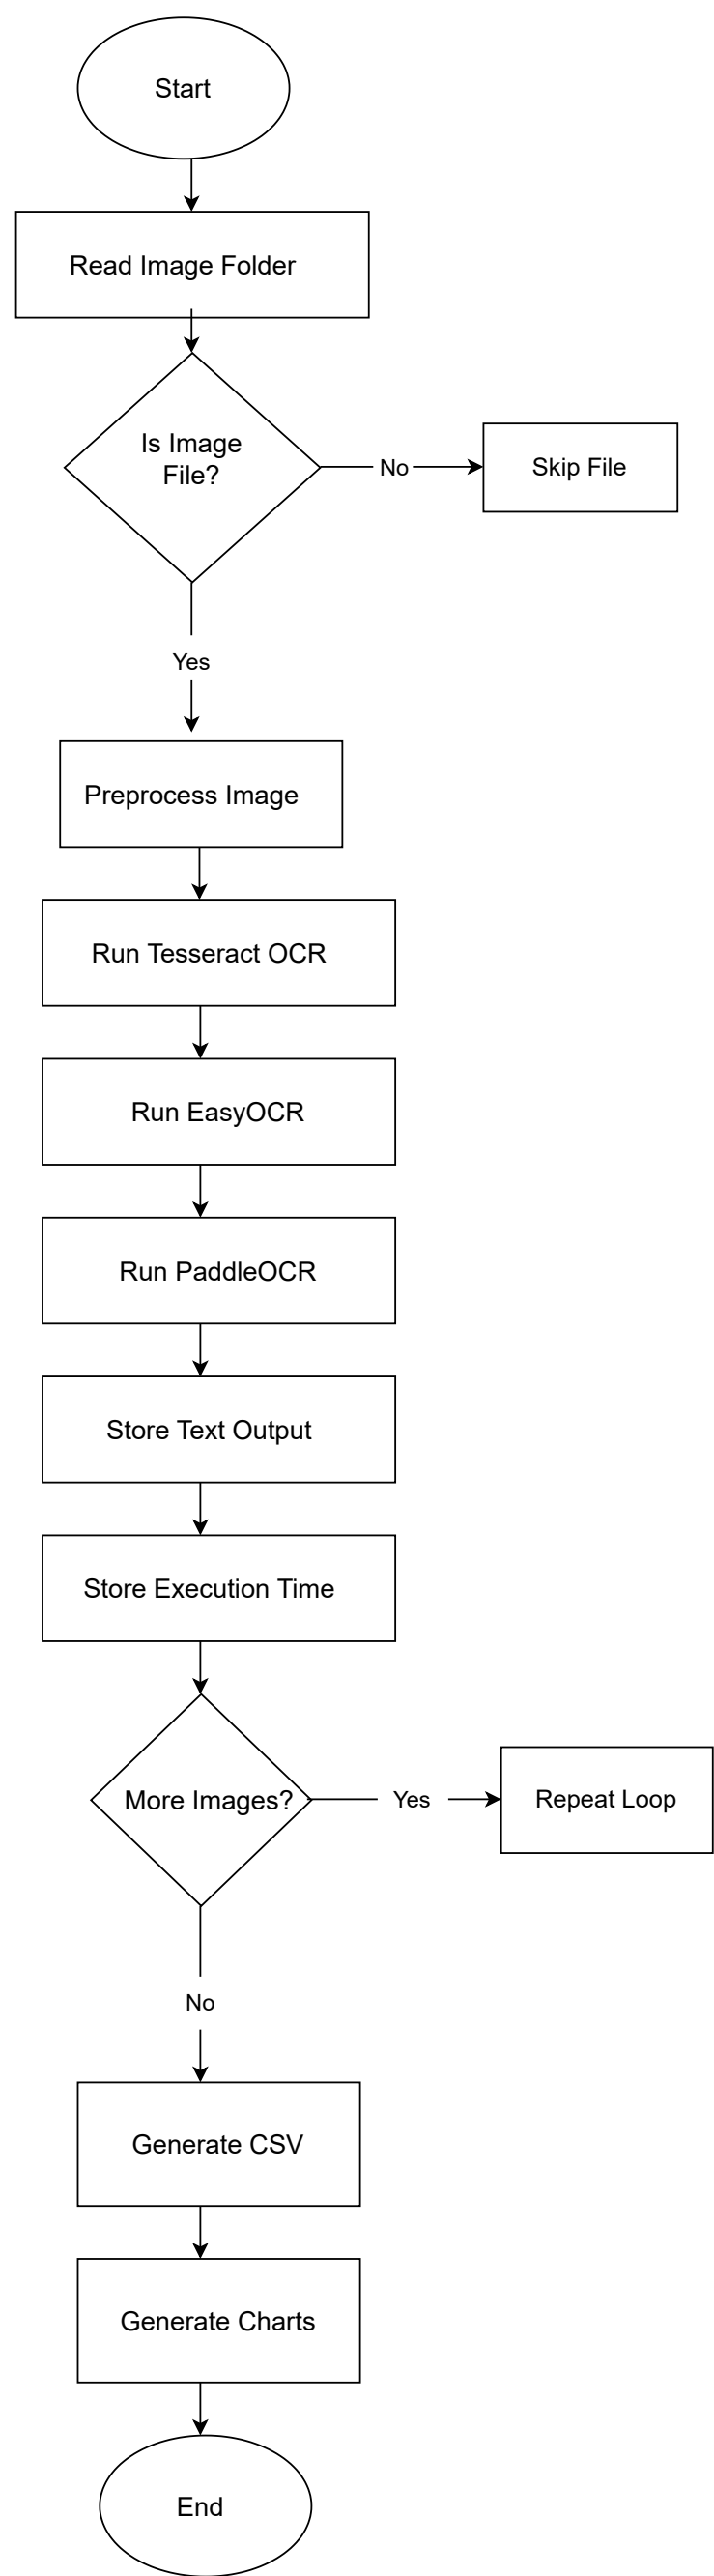 Start
Read Image Folder
Is Image
File?
No
Skip File
Yes
Preprocess Image
Run Tesseract OCR
Run EasyOCR
Run PaddleOCR
Store Text Output
Store Execution Time
More Images?
Yes
Repeat Loop
No
Generate CSV
Generate Charts
End